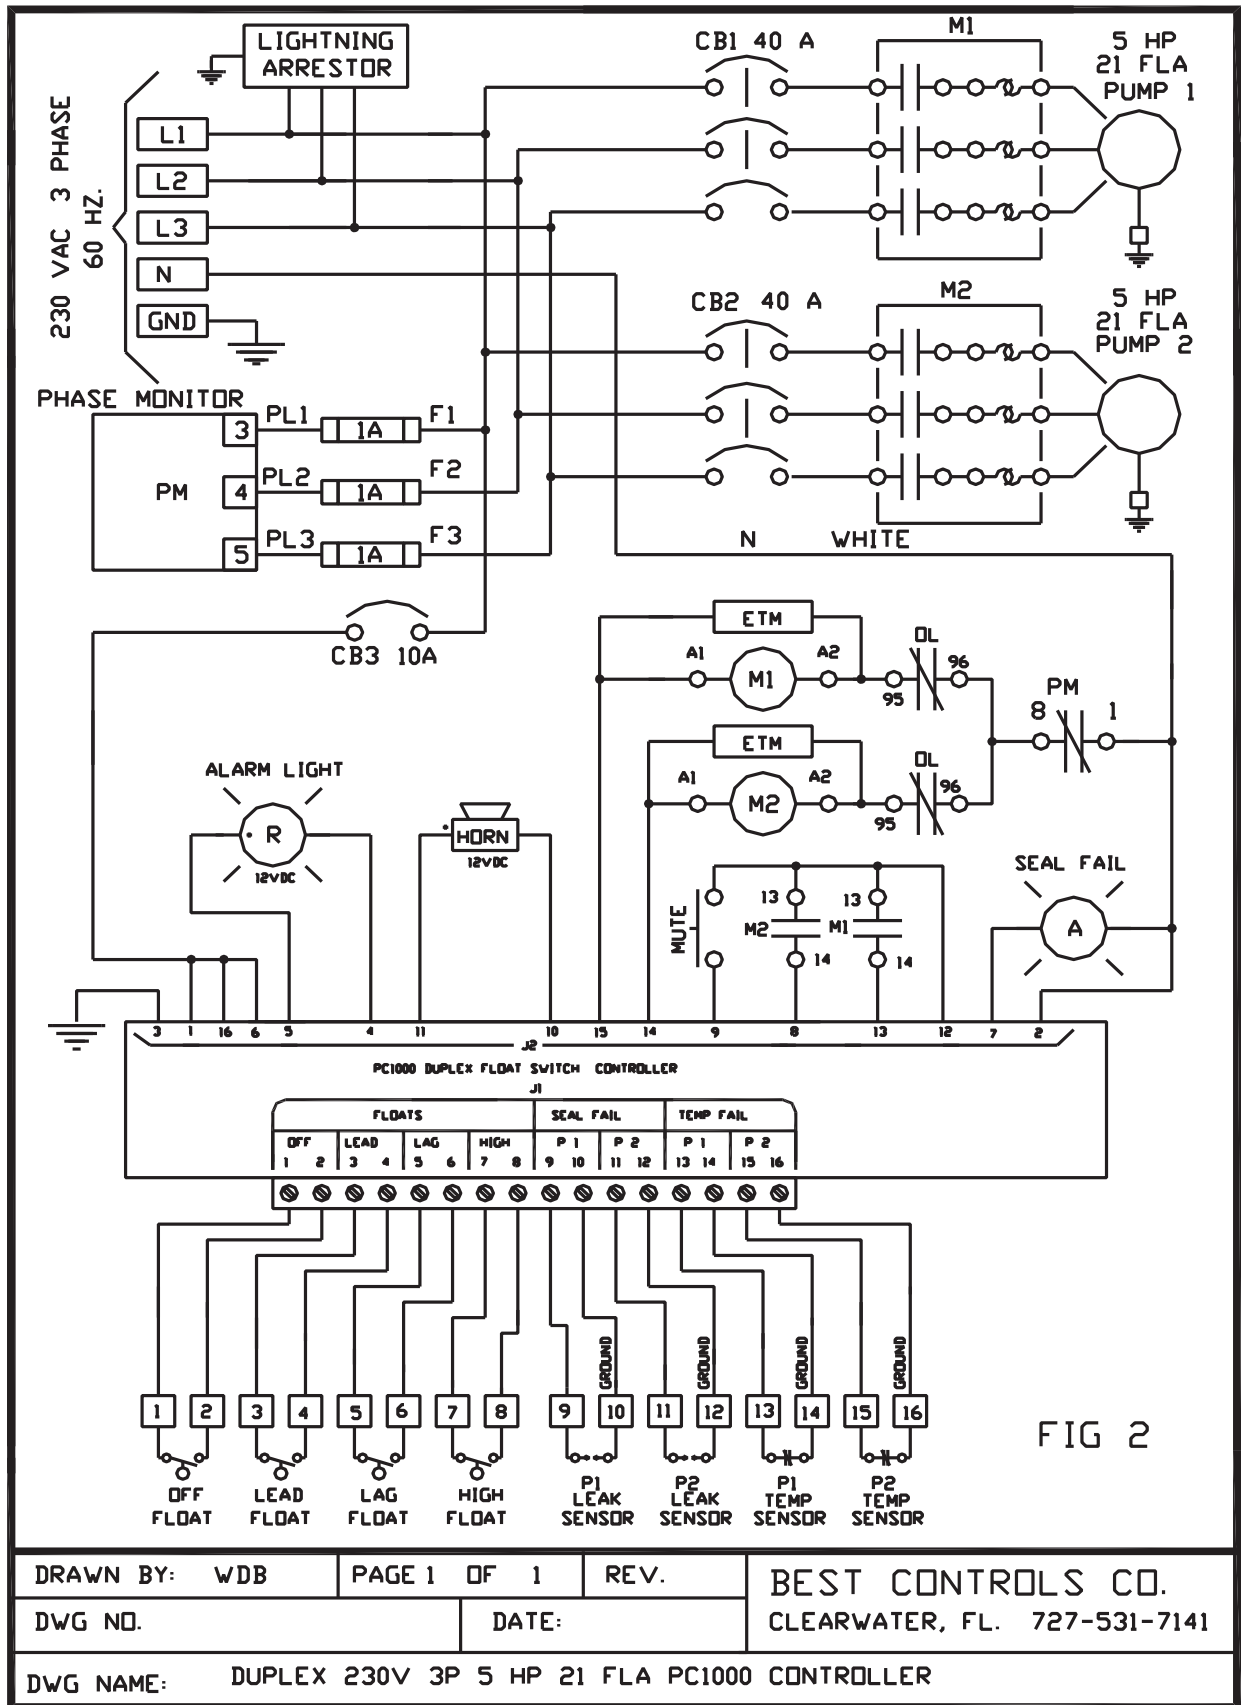 LIGHTNING
ARRESTOR
CB1 40 A
M1
5 HP
21 FLA
PUMP 1
230 VAC 3 PHASE
60 HZ.
L1
L2
L3
N
GND
CB2 40 A
M2
5 HP
21 FLA
PUMP 2
PHASE MONITOR
PM
3 PL1 1A F1
4 PL2 1A F2
5 PL3 1A F3
N WHITE
CB3 10A
ETM
A1 M1 A2
OL
95 96
PM
8 1
ETM
A1 M2 A2
OL
95 96
ALARM LIGHT
R
12VDC
HORN
12VDC
MUTE
13 M2 14
13 M1 14
SEAL FAIL
A
3 1 16 6 5 4 11 10 15 14 9 8 13 12 7 2
J2
PC1000 DUPLEX FLOAT SWITCH CONTROLLER
J1
FLOATS SEAL FAIL TEMP FAIL
OFF LEAD LAG HIGH P 1 P 2 P 1 P 2
1 2 3 4 5 6 7 8 9 10 11 12 13 14 15 16
GROUND GROUND GROUND GROUND
1 2 3 4 5 6 7 8 9 10 11 12 13 14 15 16
OFF
FLOAT
LEAD
FLOAT
LAG
FLOAT
HIGH
FLOAT
P1
LEAK
SENSOR
P2
LEAK
SENSOR
P1
TEMP
SENSOR
P2
TEMP
SENSOR
FIG 2
DRAWN BY: WDB
PAGE 1 OF 1
REV.
BEST CONTROLS CO.
CLEARWATER, FL. 727-531-7141
DWG NO.
DATE:
DWG NAME: DUPLEX 230V 3P 5 HP 21 FLA PC1000 CONTROLLER